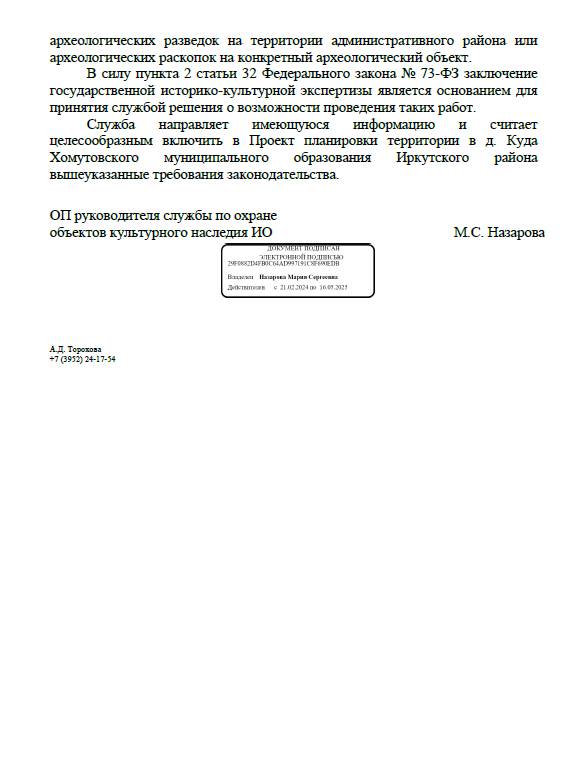 археологических разведок на территории административного района или
археологических раскопок на конкретный археологический объект.
В силу пункта 2 статьи 32 Федерального закона № 73-ФЗ заключение
государственной историко-культурной экспертизы является основанием для
принятия службой решения о возможности проведения таких работ.
Служба направляет имеющуюся информацию и считает
целесообразным включить в Проект планировки территории в д. Куда
Хомутовского муниципального образования Иркутского района
вышеуказанные требования законодательства.
ОП руководителя службы по охране
объектов культурного наследия ИО М.С. Назарова
ДОКУМЕНТ ПОДПИСАН
ЭЛЕКТРОННОЙ ПОДПИСЬЮ
Владелец Назарова Мария Сергеевна
Действителен с 21.02.2024 по 16.05.2025
А.Д. Торохова
+7 (3952) 24-17-54